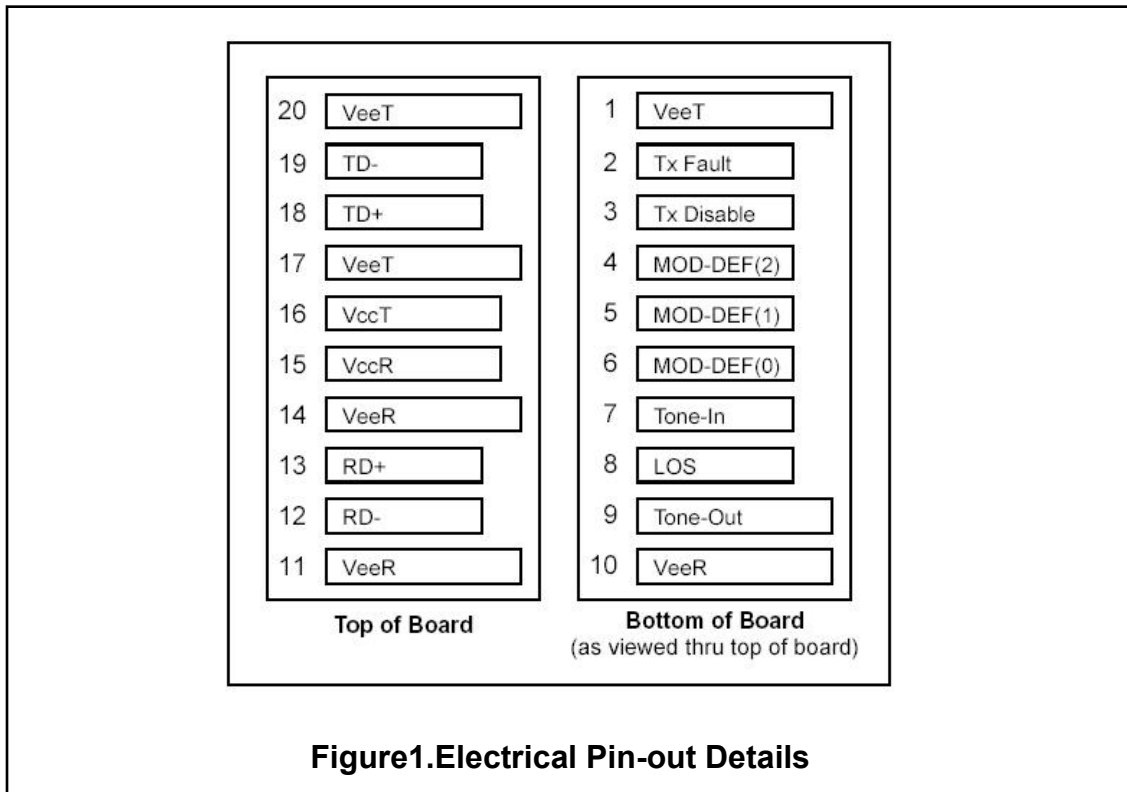 20 VeeT
19 TD-
18 TD+
17 VeeT
16 VccT
15 VccR
14 VeeR
13 RD+
12 RD-
11 VeeR
Top of Board
1 VeeT
2 Tx Fault
3 Tx Disable
4 MOD-DEF(2)
5 MOD-DEF(1)
6 MOD-DEF(0)
7 Tone-In
8 LOS
9 Tone-Out
10 VeeR
Bottom of Board
(as viewed thru top of board)
Figure1.Electrical Pin-out Details